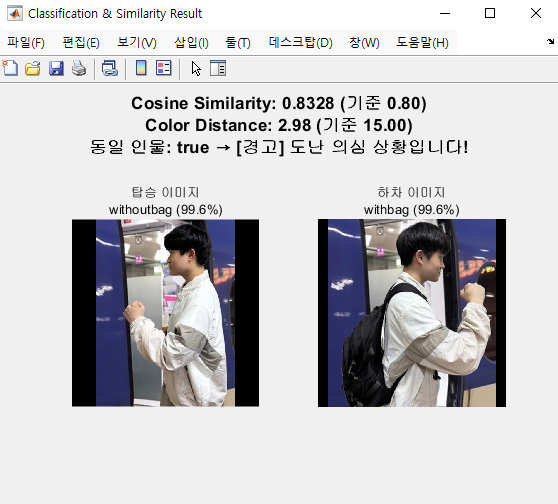 Classification & Similarity Result
파일(F) 편집(E) 보기(V) 삽입(I) 툴(T) 데스크탑(D) 창(W) 도움말(H)
Cosine Similarity: 0.8328 (기준 0.80)
Color Distance: 2.98 (기준 15.00)
동일 인물: true → [경고] 도난 의심 상황입니다!
탑승 이미지
withoutbag (99.6%)
하차 이미지
withbag (99.6%)